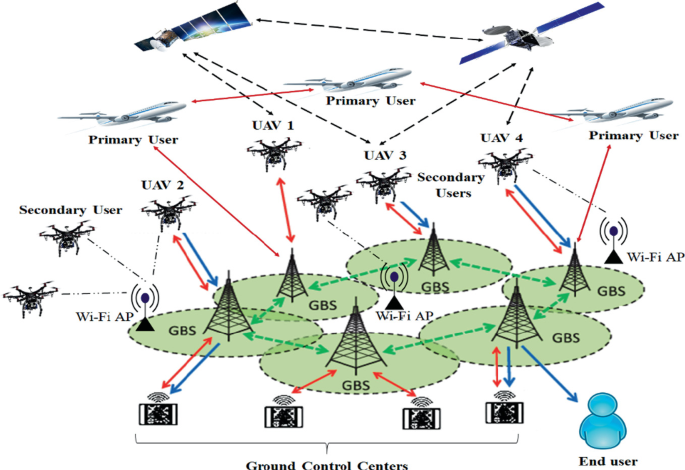 Primary User
Primary User
Primary User
UAV 1
UAV 3
UAV 4
UAV 2
Secondary
Users
Secondary User
Wi-Fi AP
Wi-Fi AP
Wi-Fi AP
GBS
GBS
GBS
GBS
GBS
GBS
Ground Control Centers
End user